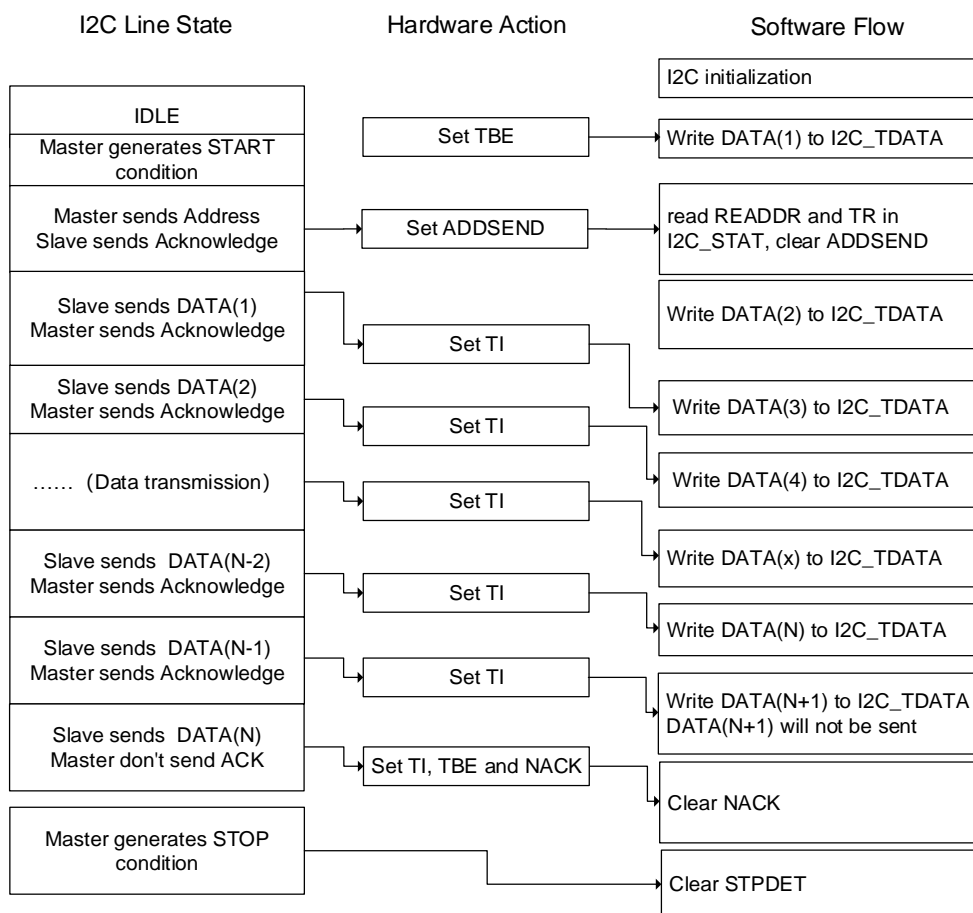 I2C Line State
Hardware Action
Software Flow
I2C initialization
IDLE
Set TBE
Write DATA(1) to I2C_TDATA
Master generates START
condition
Master sends Address
Slave sends Acknowledge
Set ADDSEND
read READDR and TR in
I2C_STAT, clear ADDSEND
Slave sends DATA(1)
Master sends Acknowledge
Write DATA(2) to I2C_TDATA
Set TI
Slave sends DATA(2)
Master sends Acknowledge
Write DATA(3) to I2C_TDATA
Set TI
…… (Data transmission)
Write DATA(4) to I2C_TDATA
Set TI
Slave sends DATA(N-2)
Master sends Acknowledge
Write DATA(x) to I2C_TDATA
Set TI
Write DATA(N) to I2C_TDATA
Slave sends DATA(N-1)
Master sends Acknowledge
Set TI
Write DATA(N+1) to I2C_TDATA
DATA(N+1) will not be sent
Slave sends DATA(N)
Master don't send ACK
Set TI, TBE and NACK
Clear NACK
Master generates STOP
condition
Clear STPDET